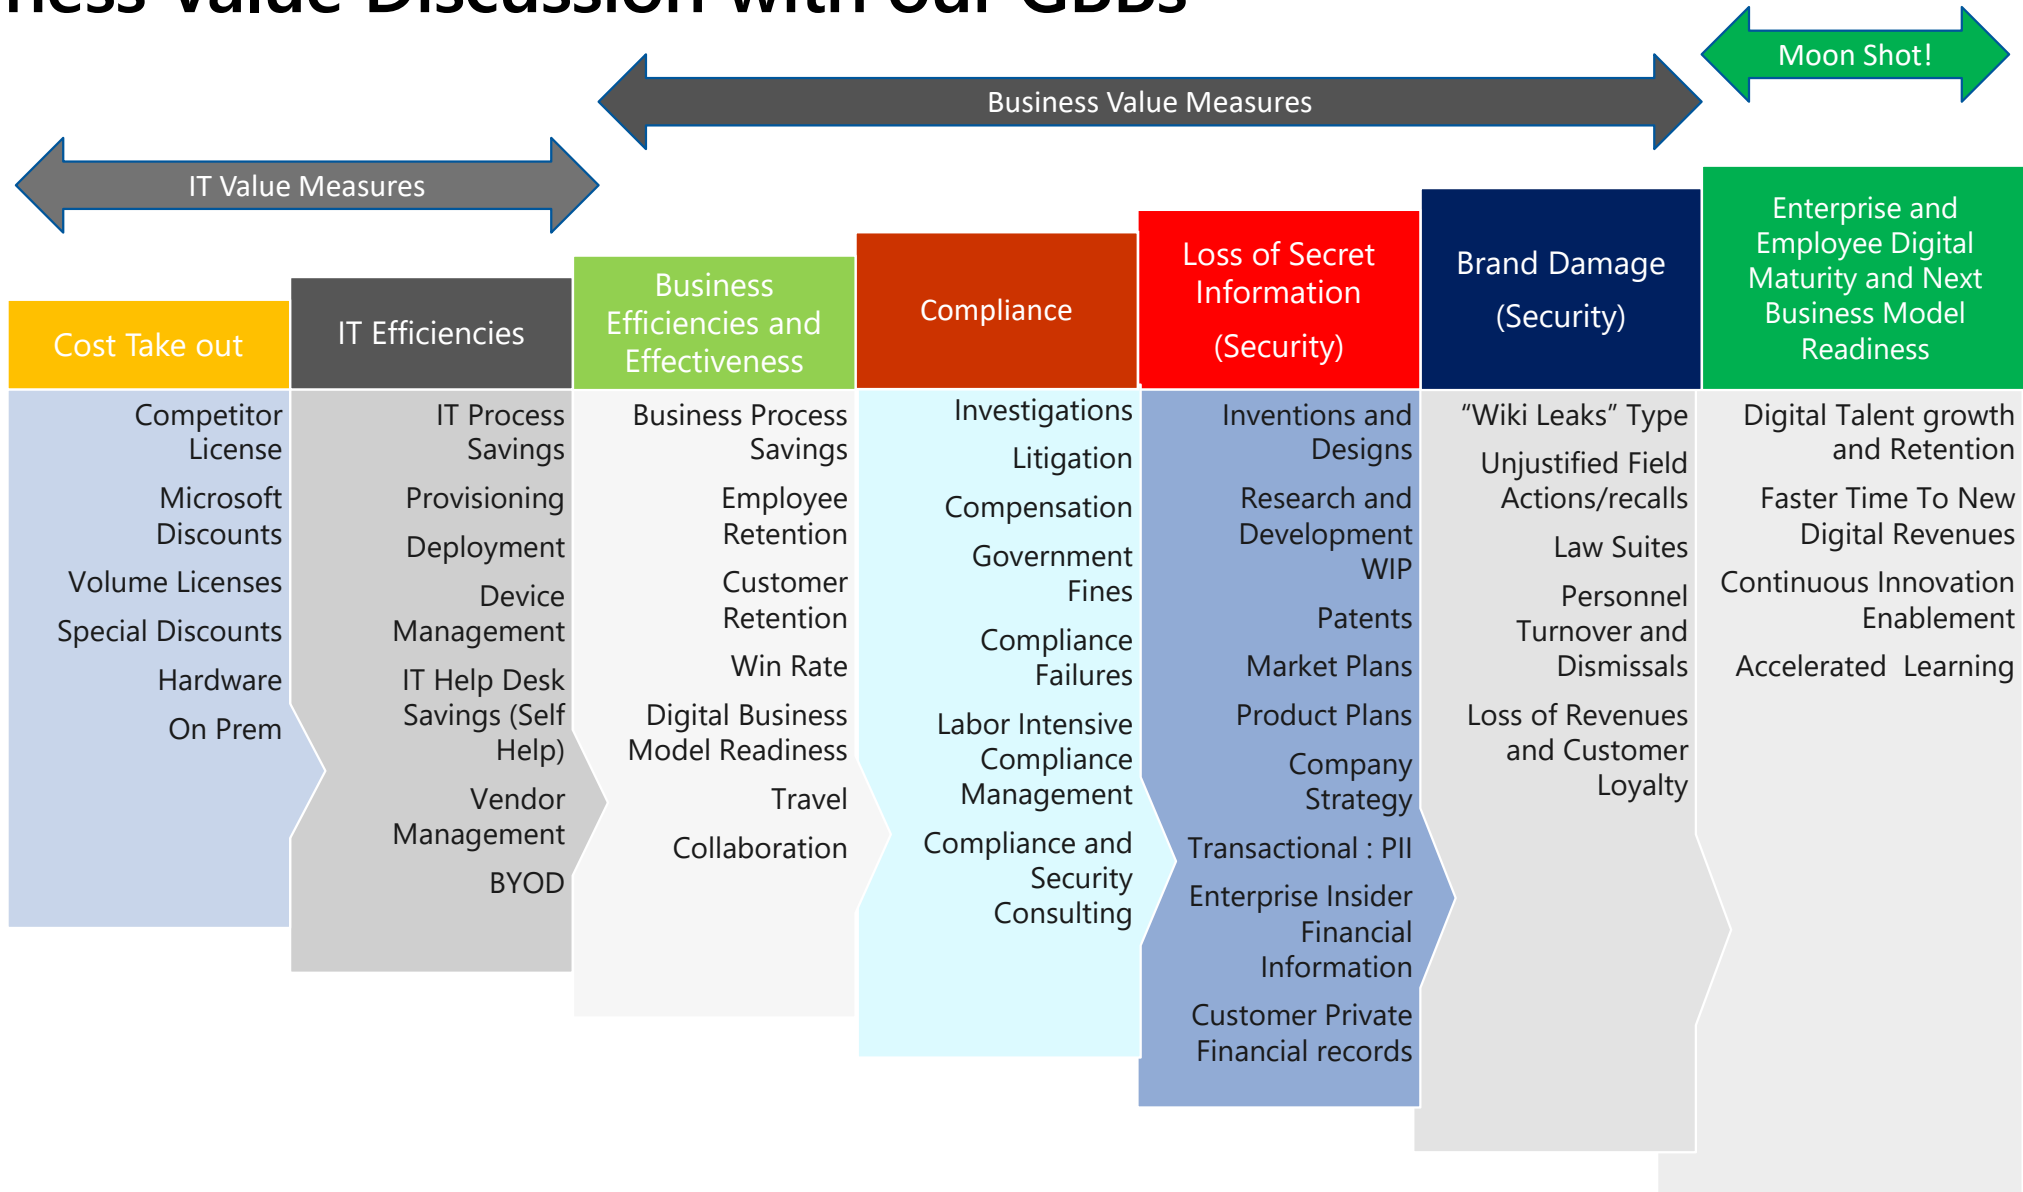 ness Value Discussion with our GBBs
Moon Shot!
Business Value Measures
IT Value Measures
Cost Take out
Competitor
License
Microsoft
Discounts
Volume Licenses
Special Discounts
Hardware
On Prem
IT Efficiencies
IT Process
Savings
Provisioning
Deployment
Device
Management
IT Help Desk
Savings (Self
Help)
Vendor
Management
BYOD
Business
Efficiencies and
Effectiveness
Business Process
Savings
Employee
Retention
Customer
Retention
Win Rate
Digital Business
Model Readiness
Travel
Collaboration
Compliance
Investigations
Litigation
Compensation
Government
Fines
Compliance
Failures
Labor Intensive
Compliance
Management
Compliance and
Security
Consulting
Loss of Secret
Information
(Security)
Inventions and
Designs
Research and
Development
WIP
Patents
Market Plans
Product Plans
Company
Strategy
Transactional : PII
Enterprise Insider
Financial
Information
Customer Private
Financial records
Brand Damage
(Security)
“Wiki Leaks” Type
Unjustified Field
Actions/recalls
Law Suites
Personnel
Turnover and
Dismissals
Loss of Revenues
and Customer
Loyalty
Enterprise and
Employee Digital
Maturity and Next
Business Model
Readiness
Digital Talent growth
and Retention
Faster Time To New
Digital Revenues
Continuous Innovation
Enablement
Accelerated  Learning